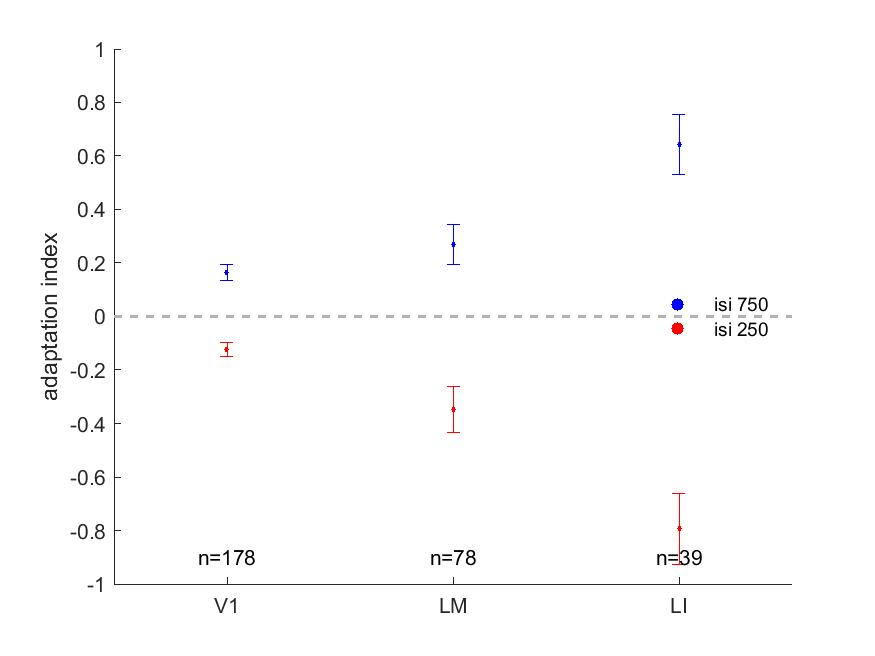 1
0.8
0.6
0.4
0.2
0
-0.2
-0.4
-0.6
-0.8
-1
adaptation index
isi 750
isi 250
n=178 n=78 n=39
V1 LM LI